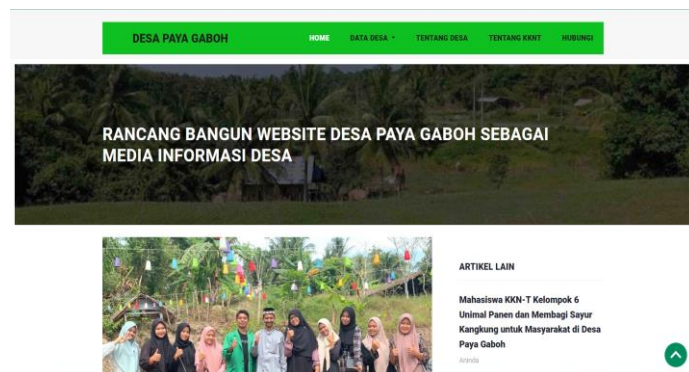 DESA PAYA GABOH
HOME DATA DESA TENTANG DESA TENTANG KKNT HUBUNGI
RANCANG BANGUN WEBSITE DESA PAYA GABOH SEBAGAI
MEDIA INFORMASI DESA
ARTIKEL LAIN
Mahasiswa KKN-T Kelompok 6
Unimal Panen dan Membagi Sayur
Kangkung untuk Masyarakat di Desa
Paya Gaboh
Aninda